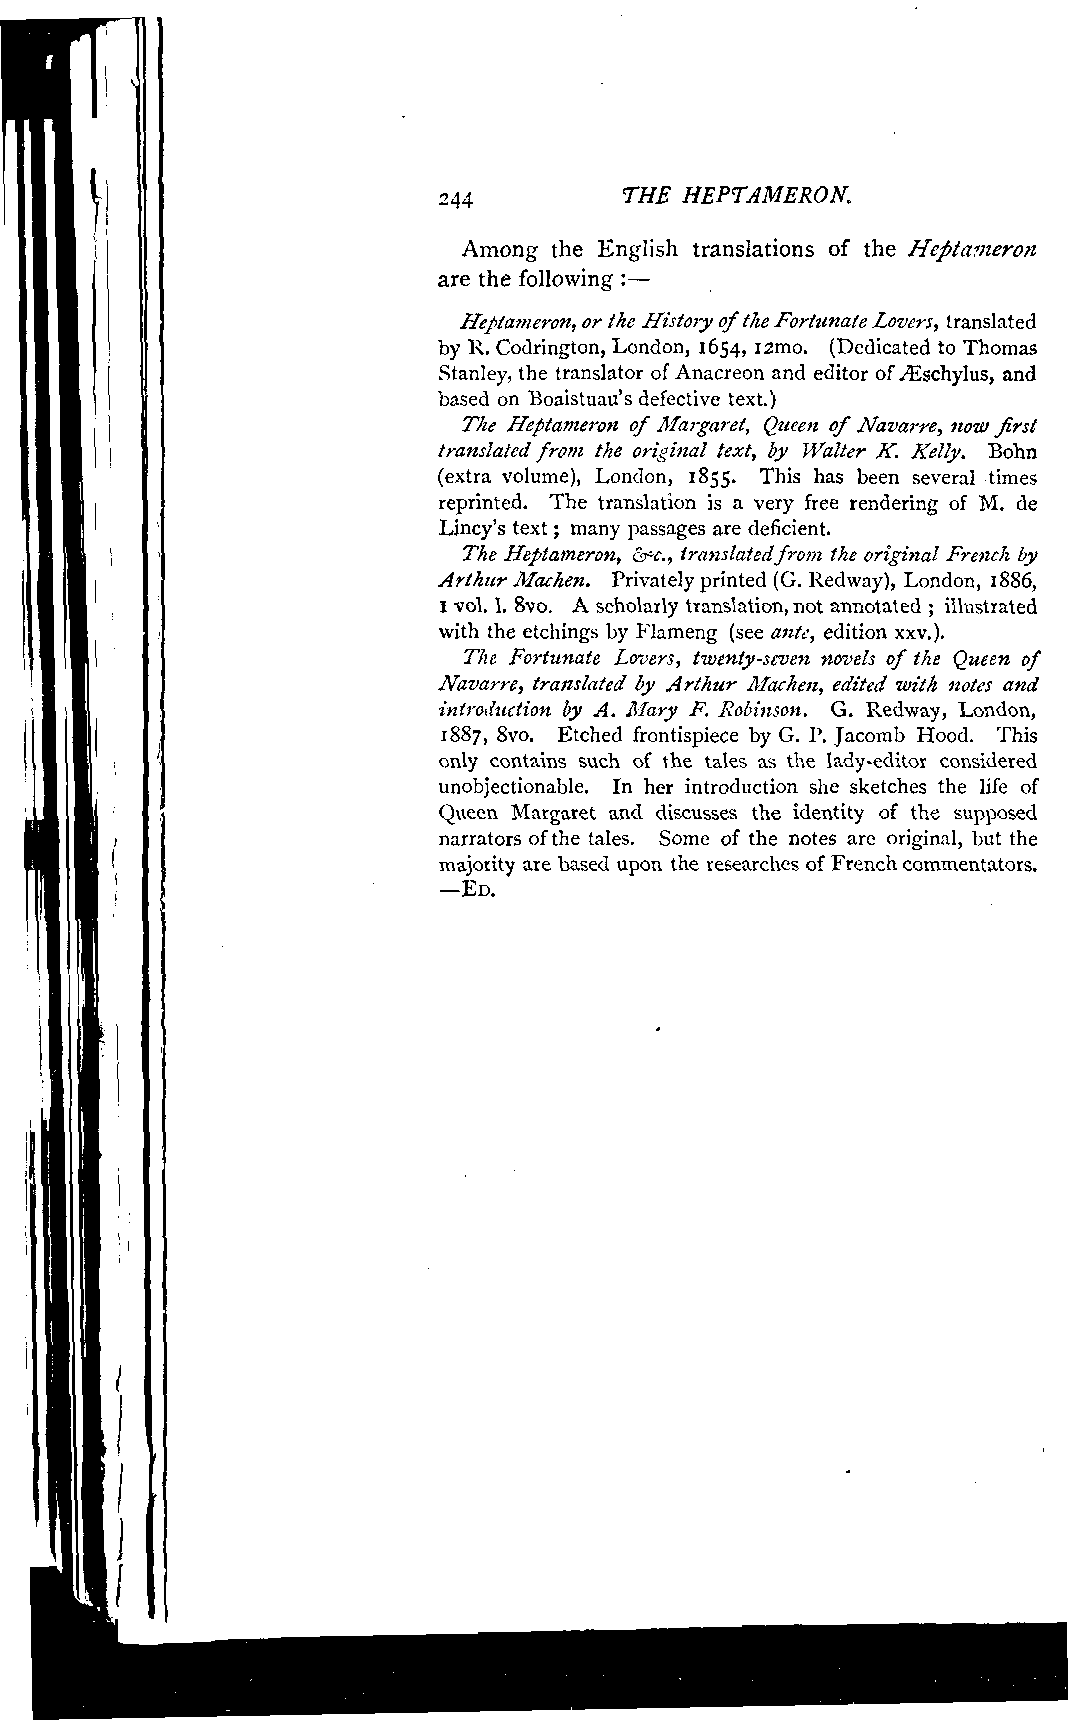 244 THE HEPTAMERON.
Among the English translations of the Heptameron
are the following :—
Heptameron, or the History of the Fortunate Lovers, translated
by R. Codrington, London, 1654, 12mo. (Dedicated to Thomas
Stanley, the translator of Anacreon and editor of Æschylus, and
based on Boaistuau's defective text.)
The Heptameron of Margaret, Queen of Navarre, now first
translated from the original text, by Walter K. Kelly. Bohn
(extra volume), London, 1855. This has been several times
reprinted. The translation is a very free rendering of M. de
Lincy's text; many passages are deficient.
The Heptameron, &c., translated from the original French by
Arthur Machen. Privately printed (G. Redway), London, 1886,
1 vol. l. 8vo. A scholarly translation, not annotated ; illustrated
with the etchings by Flameng (see ante, edition xxv.).
The Fortunate Lovers, twenty-seven novels of the Queen of
Navarre, translated by Arthur Machen, edited with notes and
introduction by A. Mary F. Robinson. G. Redway, London,
1887, 8vo. Etched frontispiece by G. P. Jacomb Hood. This
only contains such of the tales as the lady-editor considered
unobjectionable. In her introduction she sketches the life of
Queen Margaret and discusses the identity of the supposed
narrators of the tales. Some of the notes are original, but the
majority are based upon the researches of French commentators.
—ED.